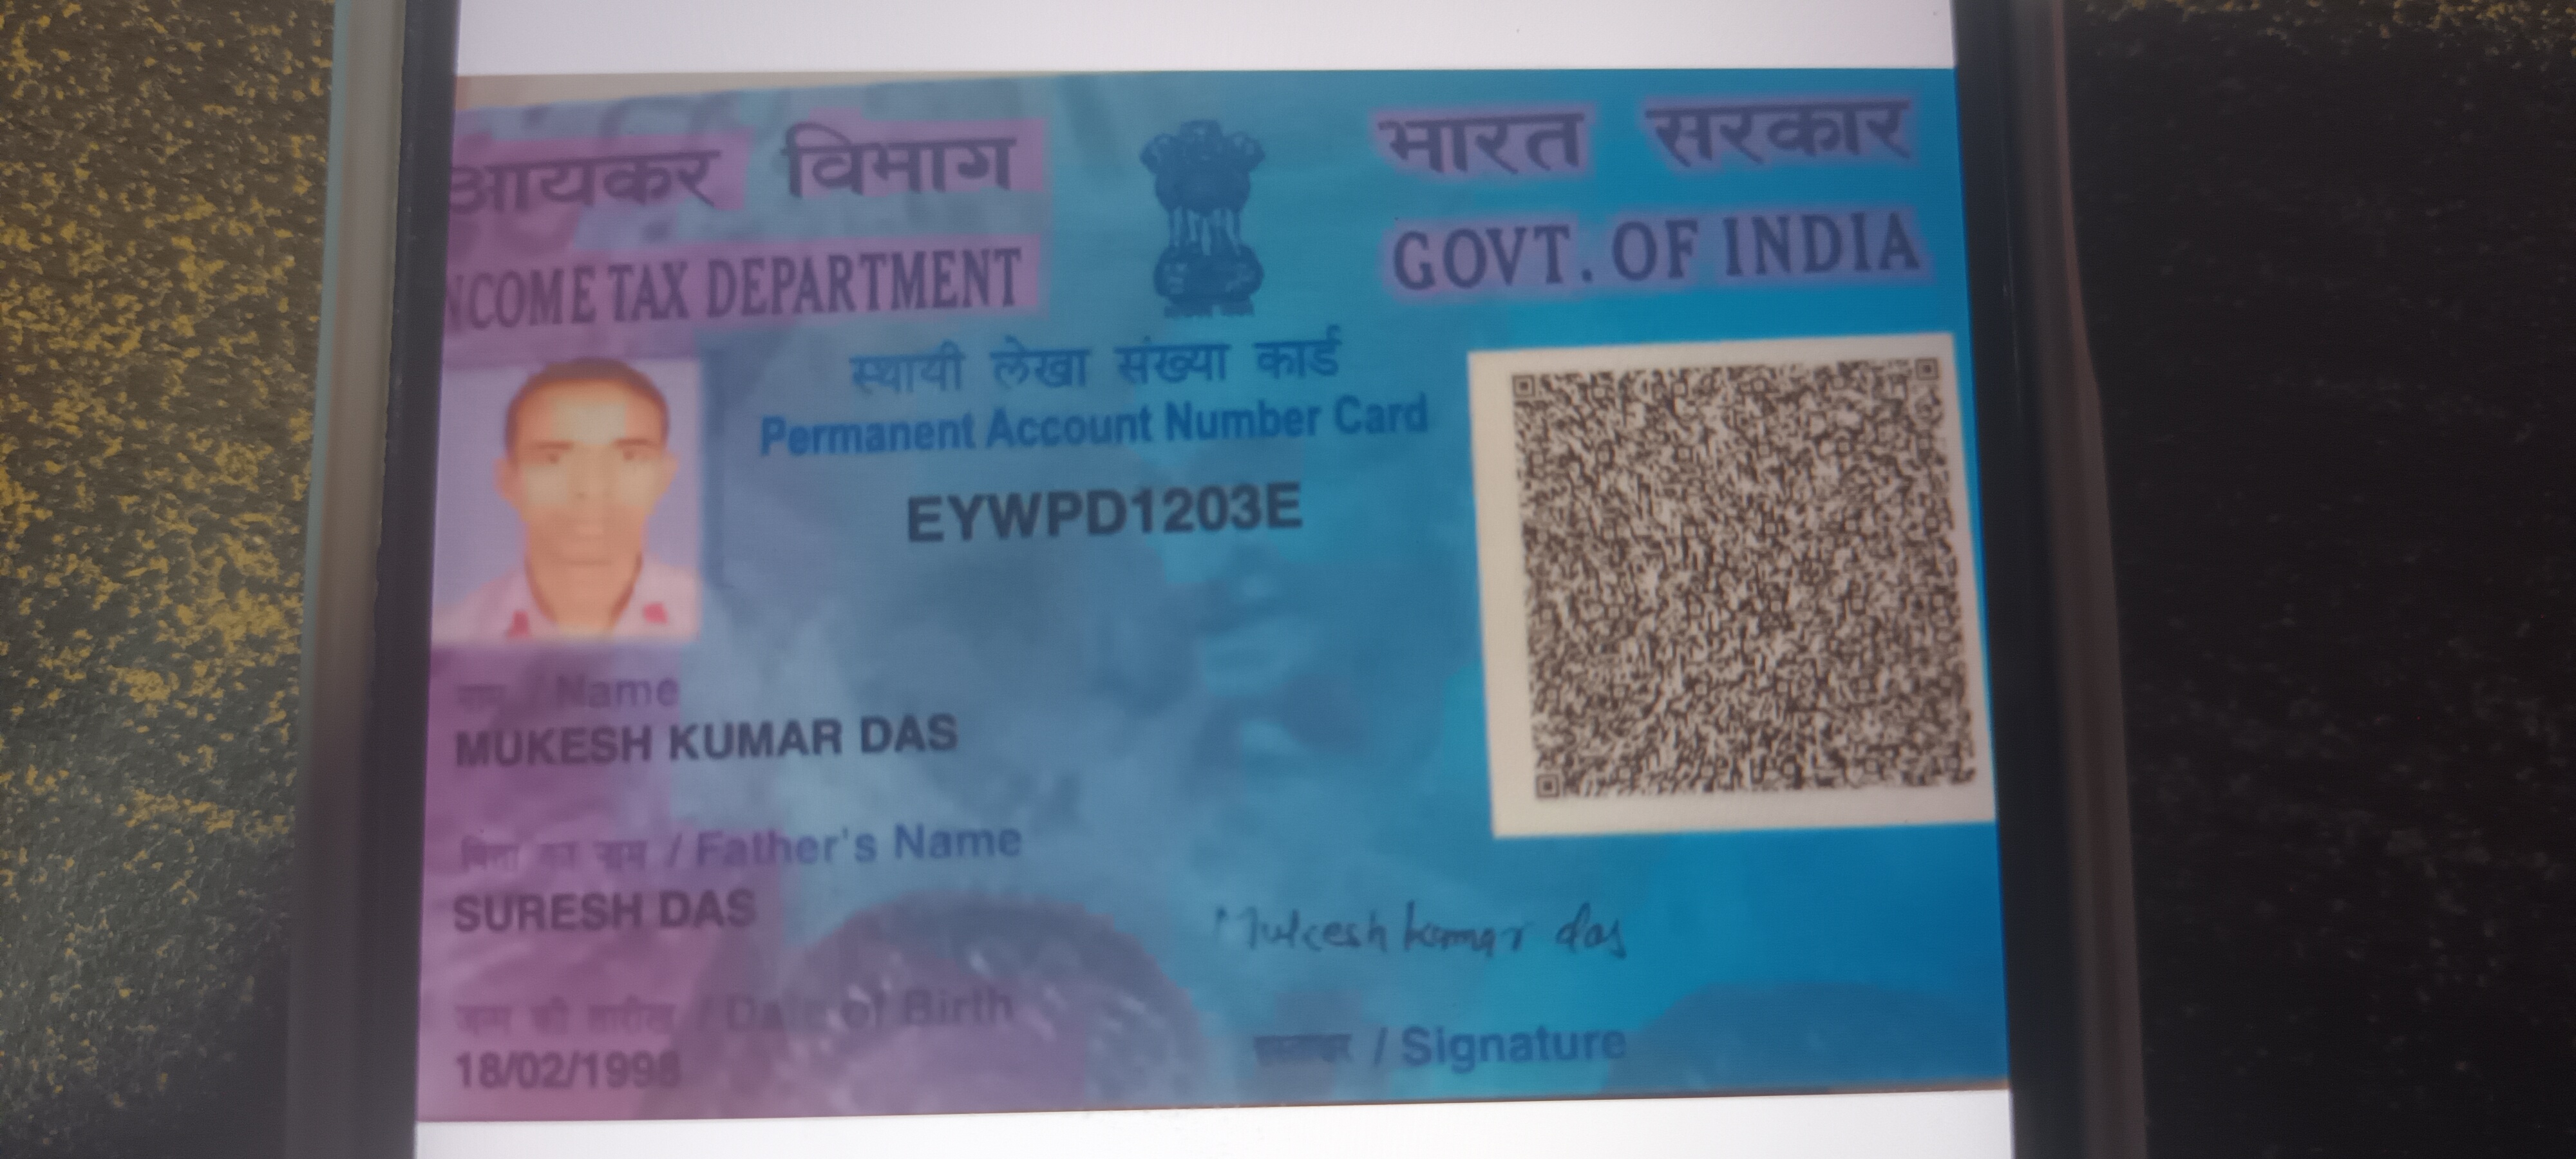 आयकर विभाग
NCOME TAX DEPARTMENT
भारत सरकार
GOVT. OF INDIA
स्थायी लेखा संख्या कार्ड
Permanent Account Number Card
EYWPD1203E
नाम / Name
MUKESH KUMAR DAS
पिता का नाम / Father's Name
SURESH DAS
जन्म की तारीख / Date of Birth
18/02/1998
Mukesh kumar das
/ Signature